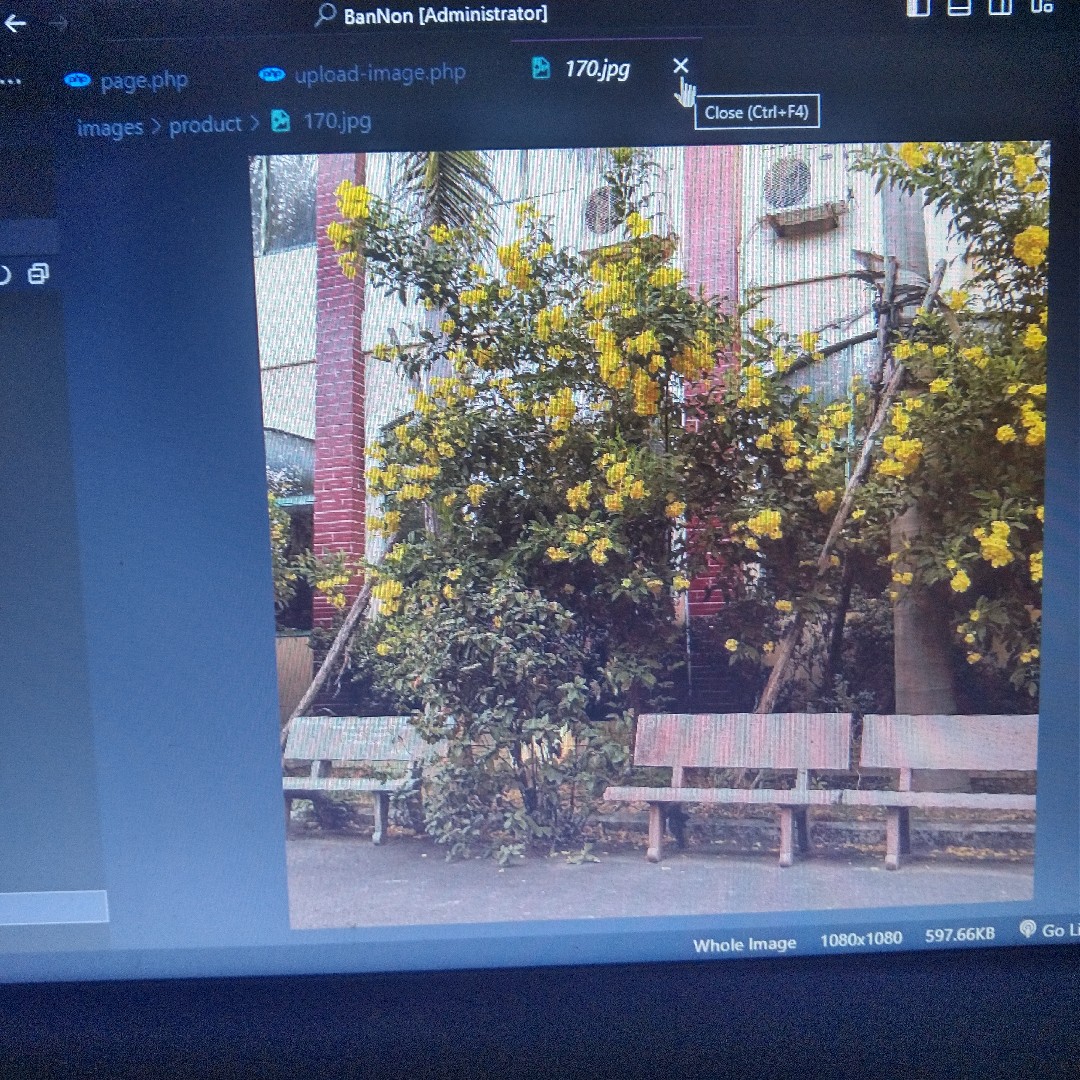 BanNon [Administrator]
... page.php upload-image.php 170.jpg
Close (Ctrl+F4)
images > product > 170.jpg
Whole Image 1080x1080 597.66KB Go Li